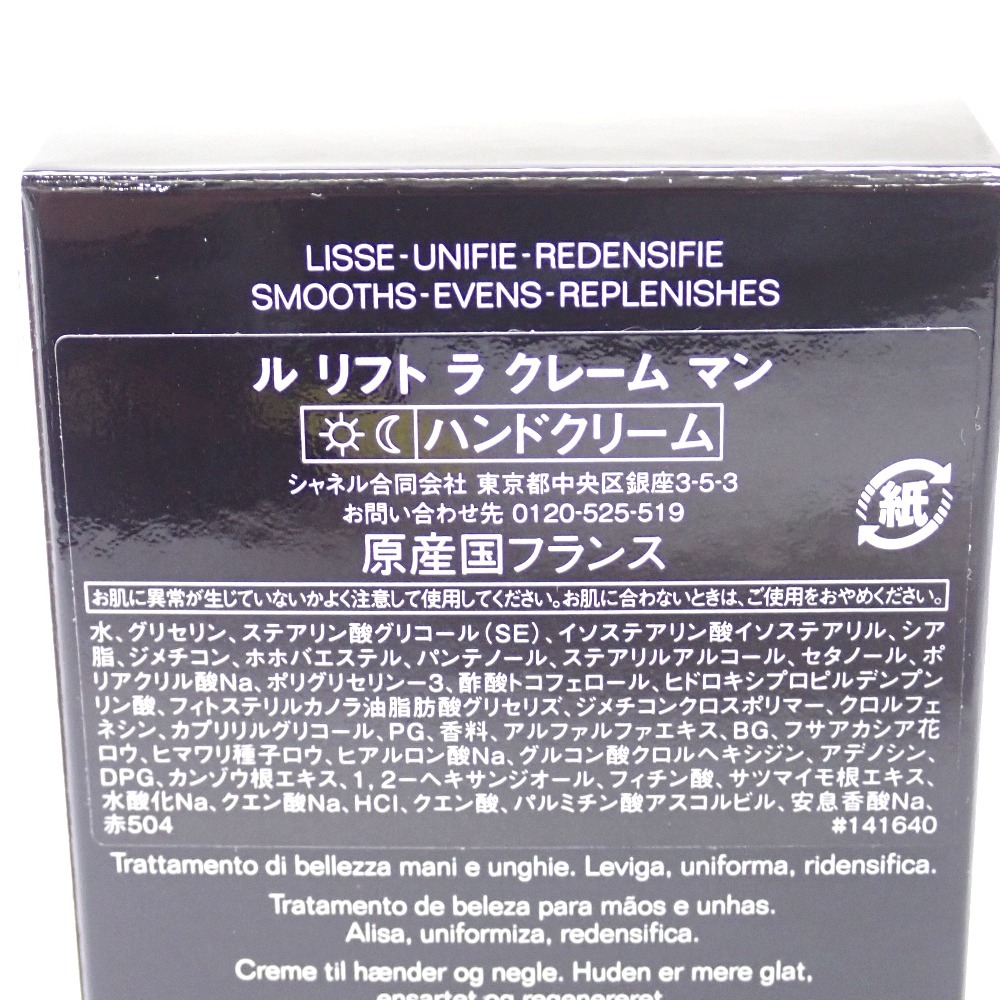 LISSE-UNIFIE-REDENSIFIE
SMOOTHS-EVENS-REPLENISHES
ル リフト ラ クレーム マン
ハンドクリーム
シャネル合同会社 東京都中央区銀座3-5-3
お問い合わせ先 0120-525-519
紙
原産国フランス
お肌に異常が生じていないかよく注意して使用してください。お肌に合わないときは、ご使用をおやめください。
水、グリセリン、ステアリン酸グリコール(SE)、イソステアリン酸イソステアリル、シア
脂、ジメチコン、ホホバエステル、パンテノール、ステアリルアルコール、セタノール、ポ
リアクリル酸Na、ポリグリセリン-3、酢酸トコフェロール、ヒドロキシプロピルデンプン
リン酸、フィトステリルカノラ油脂肪酸グリセリズ、ジメチコンクロスポリマー、クロルフェ
ネシン、カプリリルグリコール、PG、香料、アルファルファエキス、BG、フサアカシア花
ロウ、ヒマワリ種子ロウ、ヒアルロン酸Na、グルコン酸クロルヘキシジン、アデノシン、
DPG、カンゾウ根エキス、1,2-ヘキサンジオール、フィチン酸、サツマイモ根エキス、
水酸化Na、クエン酸Na、HCl、クエン酸、パルミチン酸アスコルビル、安息香酸Na、
赤504 #141640
Trattamento di bellezza mani e unghie. Leviga, uniforma, ridensifica.
Tratamento de beleza para mãos e unhas.
Alisa, uniformiza, redensifica.
Creme til hænder og negle. Huden er mere glat,
ensartet og regenereret.